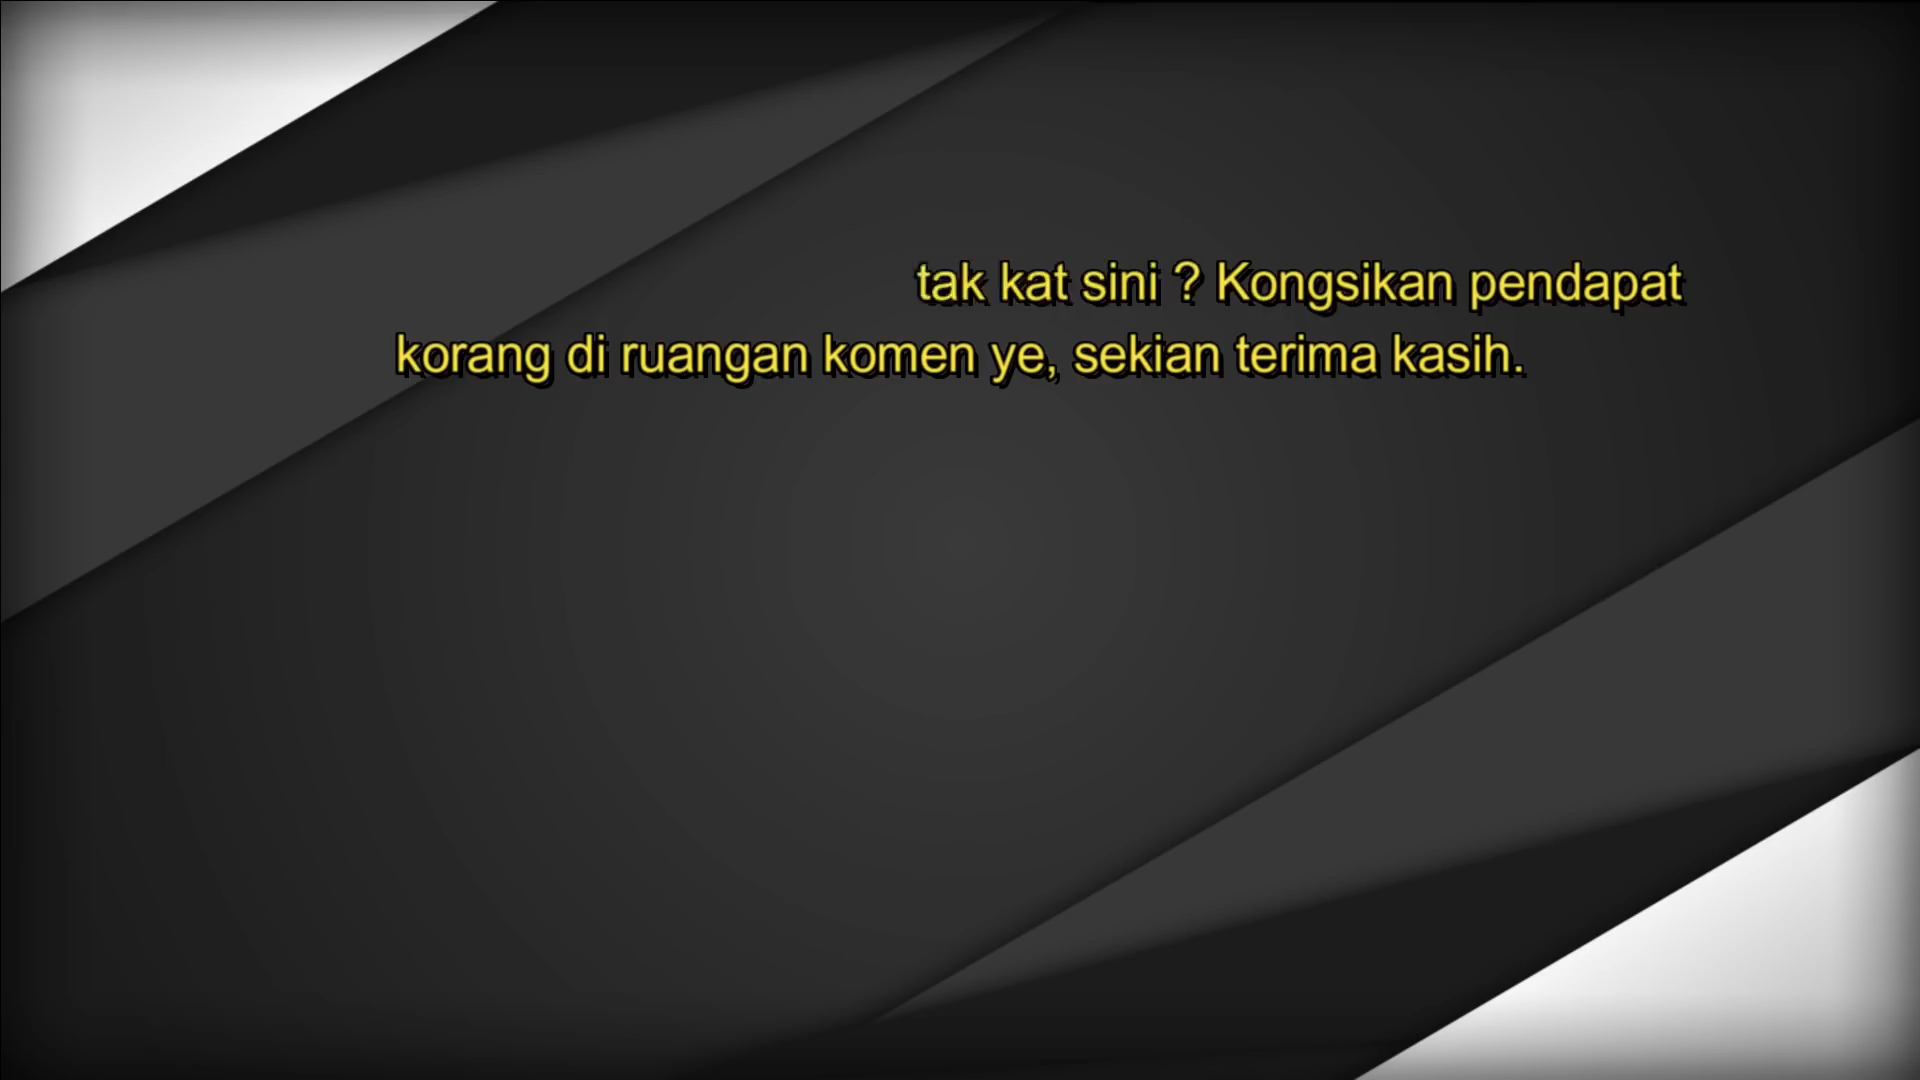 tak kat sini ? Kongsikan pendapat
korang di ruangan komen ye, sekian terima kasih.